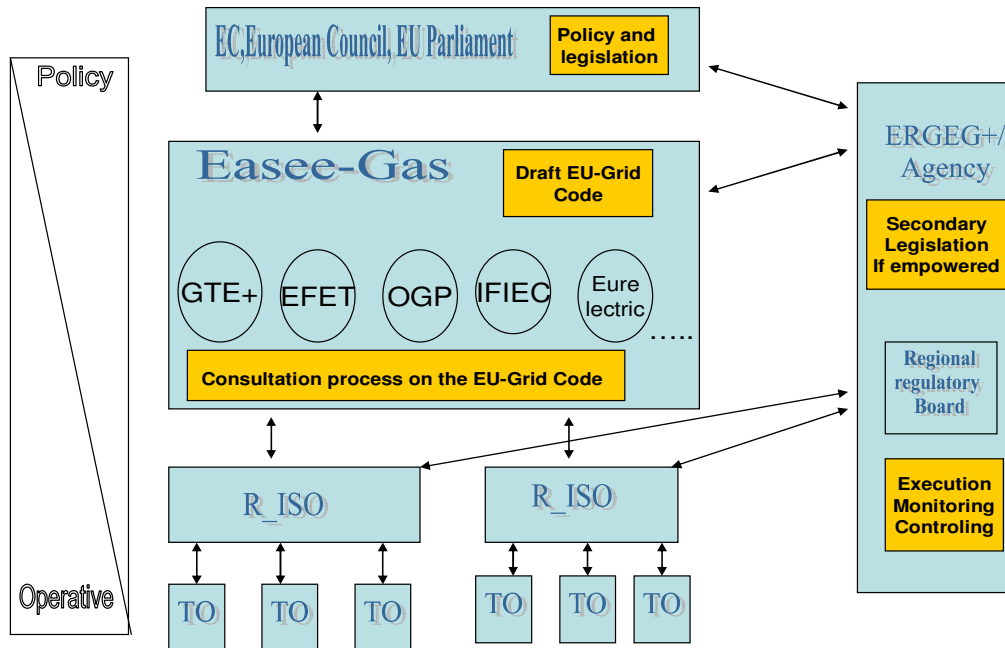 EC,European Council, EU Parliament
Policy and
legislation
Policy
Easee-Gas
Draft EU-Grid
Code
ERGEG+/
Agency
Secondary
Legislation
If empowered
GTE+
EFET
OGP
IFIEC
Eure
lectric
.....
Consultation process on the EU-Grid Code
Regional
regulatory
Board
R_ISO
R_ISO
Execution
Monitoring
Controling
Operative
TO
TO
TO
TO
TO
TO